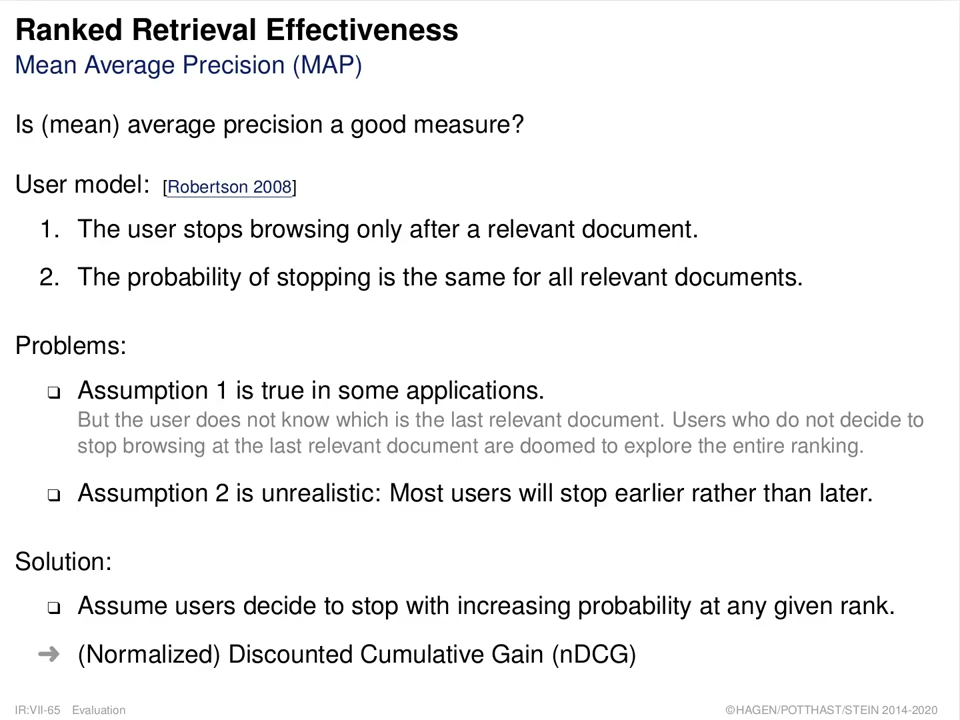 Ranked Retrieval Effectiveness
Mean Average Precision (MAP)
Is (mean) average precision a good measure?
User model: [Robertson 2008]
1. The user stops browsing only after a relevant document.
2. The probability of stopping is the same for all relevant documents.
Problems:
❑ Assumption 1 is true in some applications.
But the user does not know which is the last relevant document. Users who do not decide to
stop browsing at the last relevant document are doomed to explore the entire ranking.
❑ Assumption 2 is unrealistic: Most users will stop earlier rather than later.
Solution:
❑ Assume users decide to stop with increasing probability at any given rank.
➜ (Normalized) Discounted Cumulative Gain (nDCG)
IR:VII-65 Evaluation ©HAGEN/POTTHAST/STEIN 2014-2020